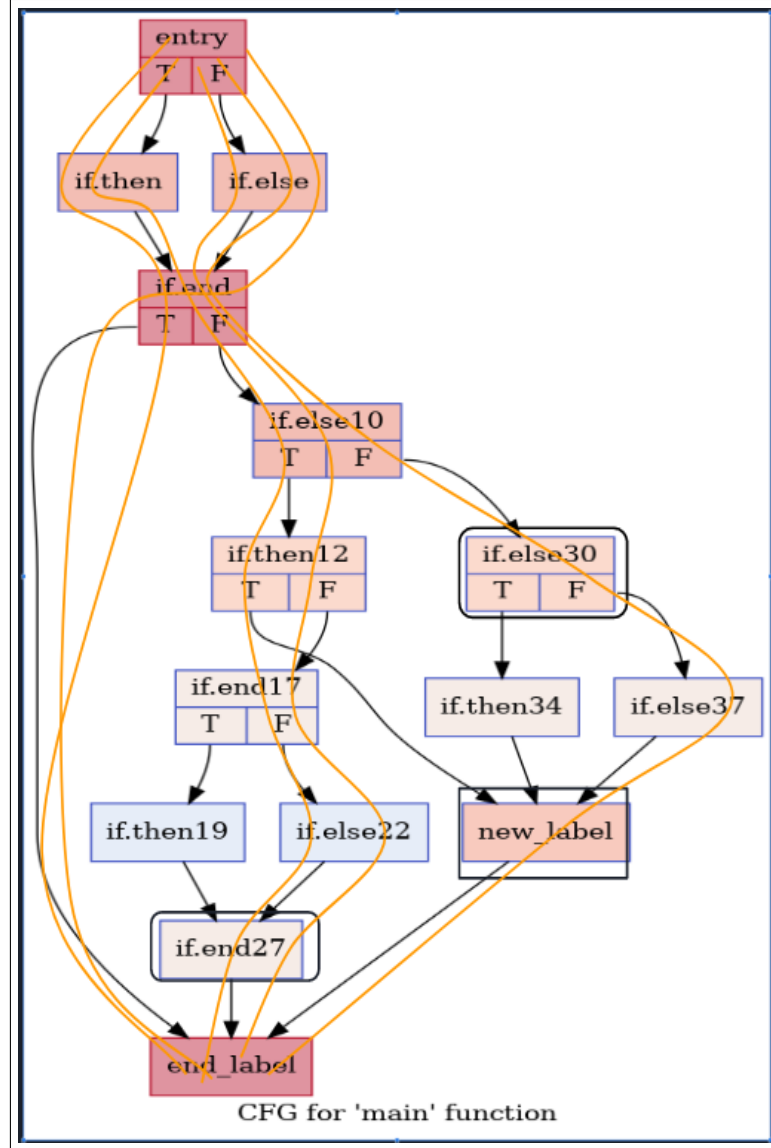 entry
T F
if.then if.else
if.end
T F
if.else10
T F
if.then12 if.else30
T F T F
if.end17 if.then34 if.else37
T F
if.then19 if.else22 new_label
if.end27
end_label
CFG for 'main' function